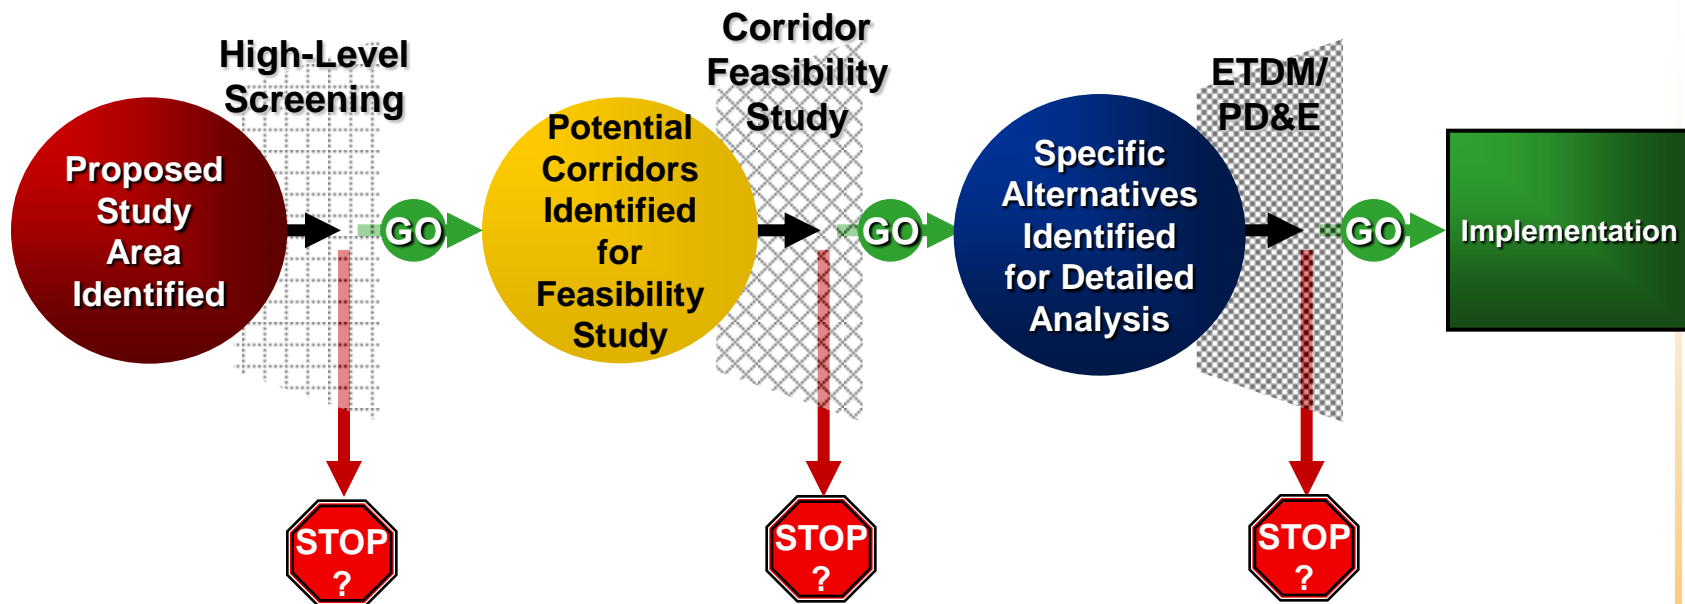 High-Level
Screening
Corridor
Feasibility
Study
ETDM/
PD&E
Proposed
Study
Area
Identified
GO
Potential
Corridors
Identified
for
Feasibility
Study
GO
Specific
Alternatives
Identified
for Detailed
Analysis
GO
Implementation
STOP
?
STOP
?
STOP
?